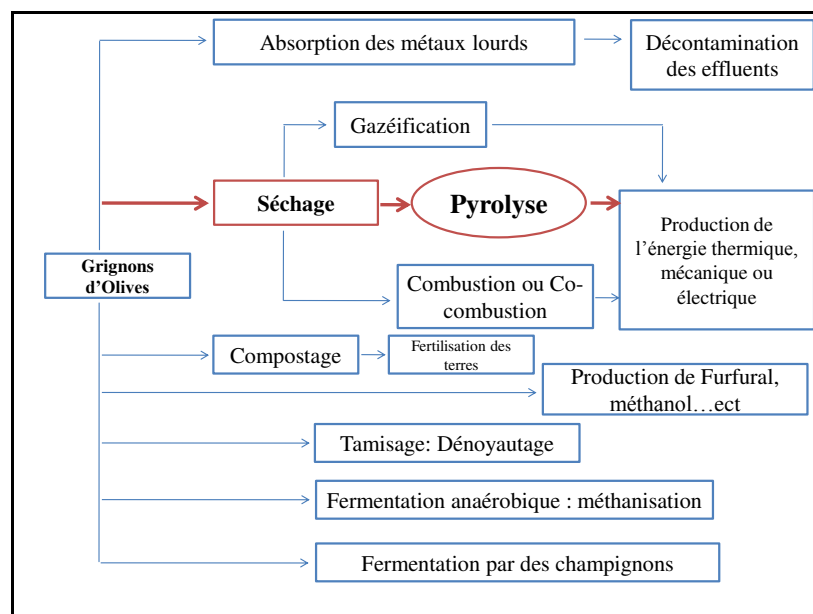 Absorption des métaux lourds
Décontamination
des effluents
Gazéification
Séchage
Pyrolyse
Production de
l'énergie thermique,
mécanique ou
électrique
Grignons
d'Olives
Combustion ou Co-
combustion
Compostage
Fertilisation des
terres
Production de Furfural,
méthanol…ect
Tamisage: Dénoyautage
Fermentation anaérobique : méthanisation
Fermentation par des champignons